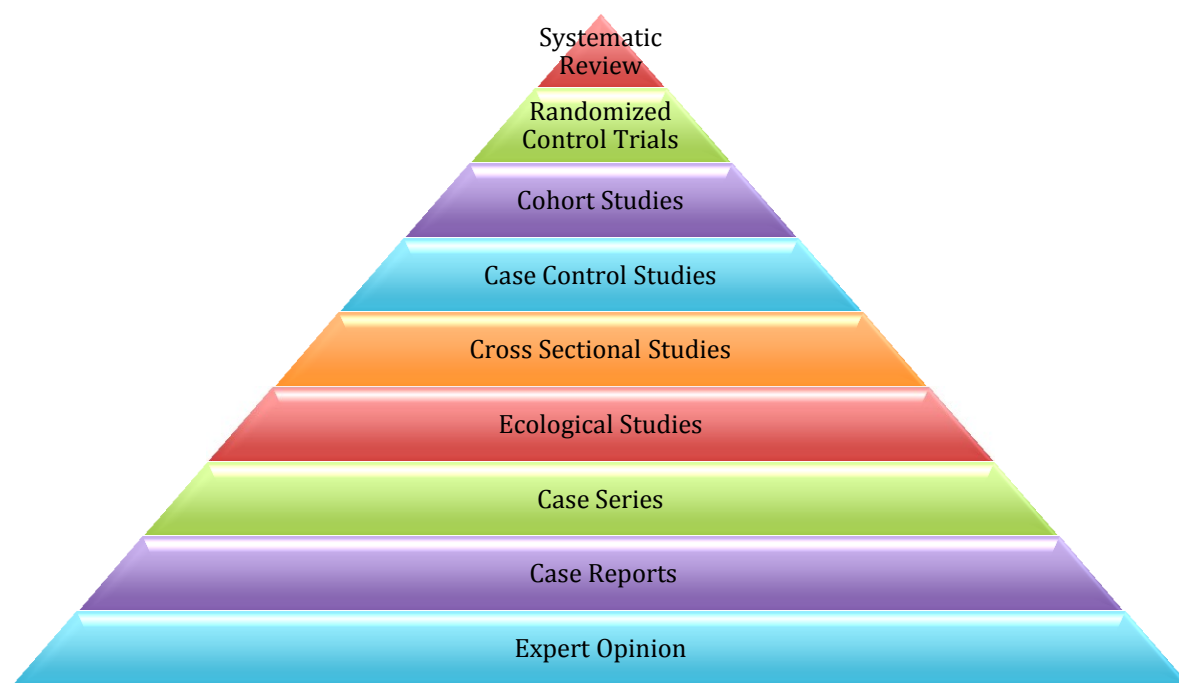 Systematic
Review
Randomized
Control Trials
Cohort Studies
Case Control Studies
Cross Sectional Studies
Ecological Studies
Case Series
Case Reports
Expert Opinion